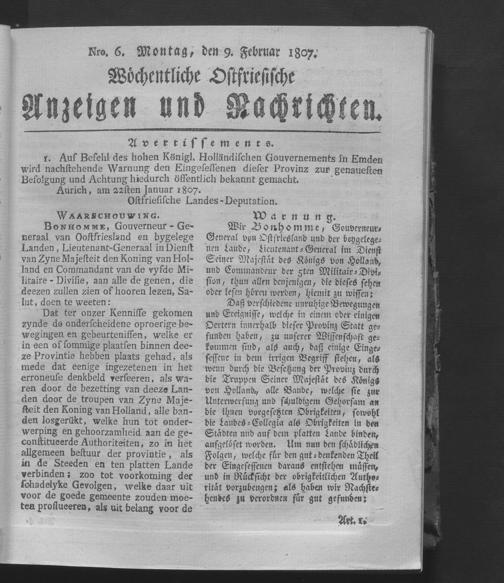 Nro. 6. Montag, den 9. Februar 1807.
Wöchentliche Ostfriesische
Anzeigen und Nachrichten.
Avertissements.
1. Auf Befehl des hohen Königl. Holländischen Gouvernements in Emden
wird nachstehende Warnung den Eingesessenen dieser Provinz zur genauesten
Befolgung und Achtung hiedurch öffentlich bekannt gemacht.
Aurich, am 22sten Januar 1807.
Ostfriesische Landes-Deputation.
WAARSCHOUWING.
BONHOMME, Gouverneur-Ge-
neraal van Oostfriesland en bygelege
Landen, Lieutenant-Generaal in Dienst
van Zyne Majesteit den Koning van Hol-
land en Commandant van de vyfde Mi-
litaire-Divisie, aan alle de genen, die
deezen zullen zien of hooren lezen, Sa-
lut, doen te weeten:
Dat ter onzer Kennisse gekomen
zynde de onderscheidene oproerige be-
wegingen en gebeurtenissen, welke er
in een of sommige plaatsen binnen dee-
ze Provintie hebben plaats gehad, als
mede dat eenige ingezetenen in het
erroneuse denkbeeld verseeren, als wa-
ren door de bezetting van deeze Lan-
den door de troupen van Zyne Maje-
steit den Koning van Holland, alle ban-
den losgerükt, welke hun tot onder-
werping en gehoorzaamheid aan de ge-
constitueerde Authoriteiten, zo in het
allgemeen bestuur der provintie, als
in de Steeden en ten platten Lande
verbinden; zoo tot voorkoming der
schadelyke Gevolgen, welke daar uit
voor de goede gemeente zouden moe-
ten proflueeren, als uit belang voor de
Warnung.
Wir Bonhomme, Gouverneur-
General von Ostfriesland und der beygelege-
nen Lande, Lieutenant-General im Dienst
Seiner Majestät des Königs von Holland,
und Commandeur der 5ten Militair-Divi-
sion, thun allen denjenigen, die dieses sehen
oder lesen hören werden, hiemit zu wissen:
Daß verschiedene unruhige Bewegungen
und Ereignisse, welche in einem oder einigen
Oertern innerhalb dieser Provinz Statt ge-
funden haben, zu unserer Wissenschaft ge-
kommen sind, als auch, daß einige Einge-
sessene in dem irrigen Begriff stehen, als
wenn durch die Besetzung der Provinz durch
die Truppen Seiner Majestät des Königs
von Holland, alle Bande, welche sie zur
Unterwerfung und schuldigem Gehorsam an
die ihnen vorgesetzten Obrigkeiten, sowohl
die Landes-Collegia als Obrigkeiten in den
Städten und auf dem platten Lande binden,
aufgelöset worden. Um nun den schädlichen
Folgen, welche für den gut-denkenden Theil
der Eingesessenen daraus entstehen müssen,
und in Rücksicht der obrigkeitlichen Autho-
rität vorzubeugen; als haben wir Nachste-
hendes zu verordnen für gut gefunden:
Art. 1.